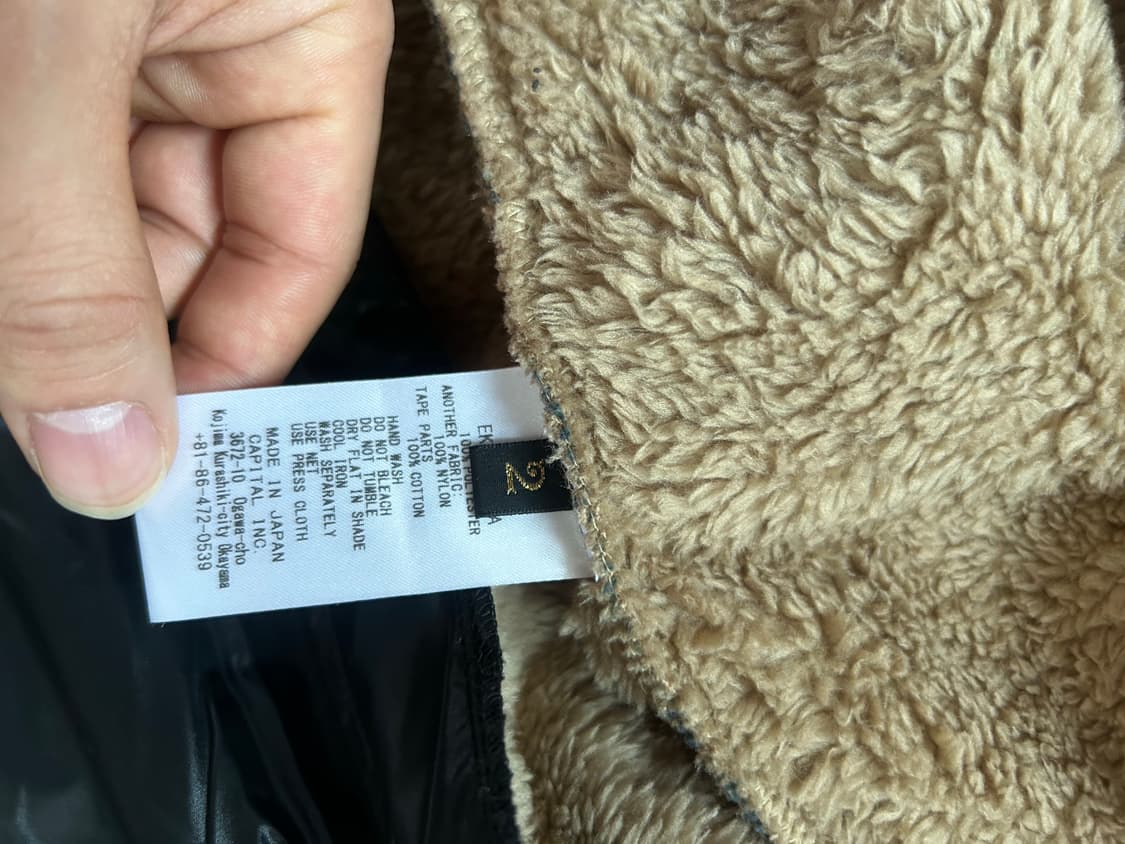 2
100% POLYESTER
ANOTHER FABRIC:
100% NYLON
TAPE PARTS
100% COTTON
HAND WASH
DO NOT BLEACH
DO NOT TUMBLE
DRY FLAT IN SHADE
COOL IRON
WASH SEPARATELY
USE NET
USE PRESS CLOTH
MADE IN JAPAN
CAPITAL INC.
3672-10 Ogawa-cho
Kojima Kurashiki-city Okayama
+81-86-472-0539